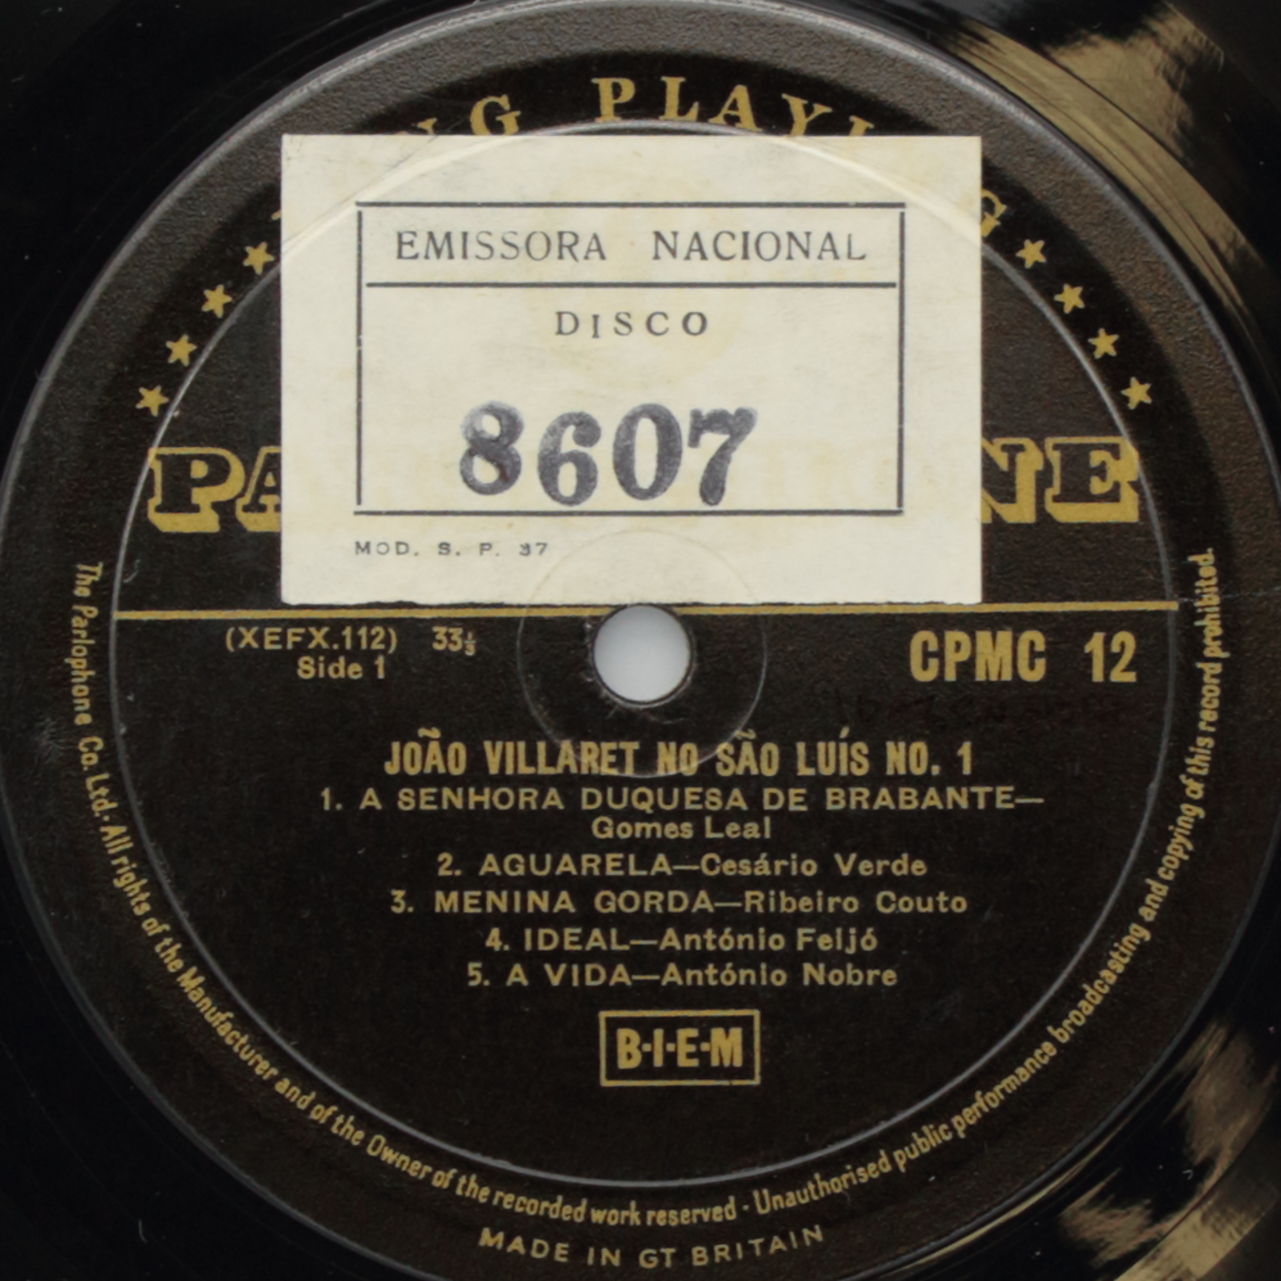 PLAYING
EMISSORA NACIONAL
DISCO
8607
MOD. S. P. 37
(XEFX.112) 33⅓
Side 1
CPMC 12
JOÃO VILLARET NO SÃO LUÍS NO. 1
1. A SENHORA DUQUESA DE BRABANTE—
Gomes Leal
2. AGUARELA—Cesário Verde
3. MENINA GORDA—Ribeiro Couto
4. IDEAL—António Feijó
5. A VIDA—António Nobre
B·I·E·M
The Parlophone Co. Ltd. All rights of the Manufacturer and of the Owner of the recorded work reserved · Unauthorised public performance broadcasting and copying of this record prohibited.
MADE IN GT BRITAIN